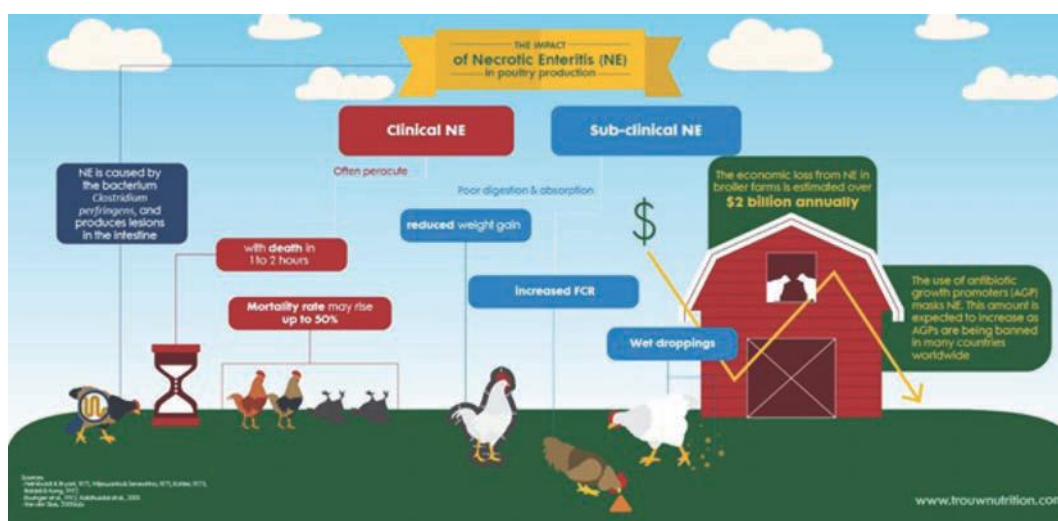 THE IMPACT
of Necrotic Enteritis (NE)
in poultry production
Clinical NE
Sub-clinical NE
Often peracute
Poor digestion & absorption
NE is caused by
the bacterium
Clostridium
perfringens, and
produces lesions
in the intestine
with death in
1 to 2 hours
Mortality rate may rise
up to 50%
reduced weight gain
increased FCR
Wet droppings
$
The economic loss from NE in
broiler farms is estimated over
$2 billion annually
The use of antibiotic
growth promoters (AGP)
masks NE. This amount is
expected to increase as
AGPs are being banned
in many countries
worldwide
Sources
www.trouwnutrition.com